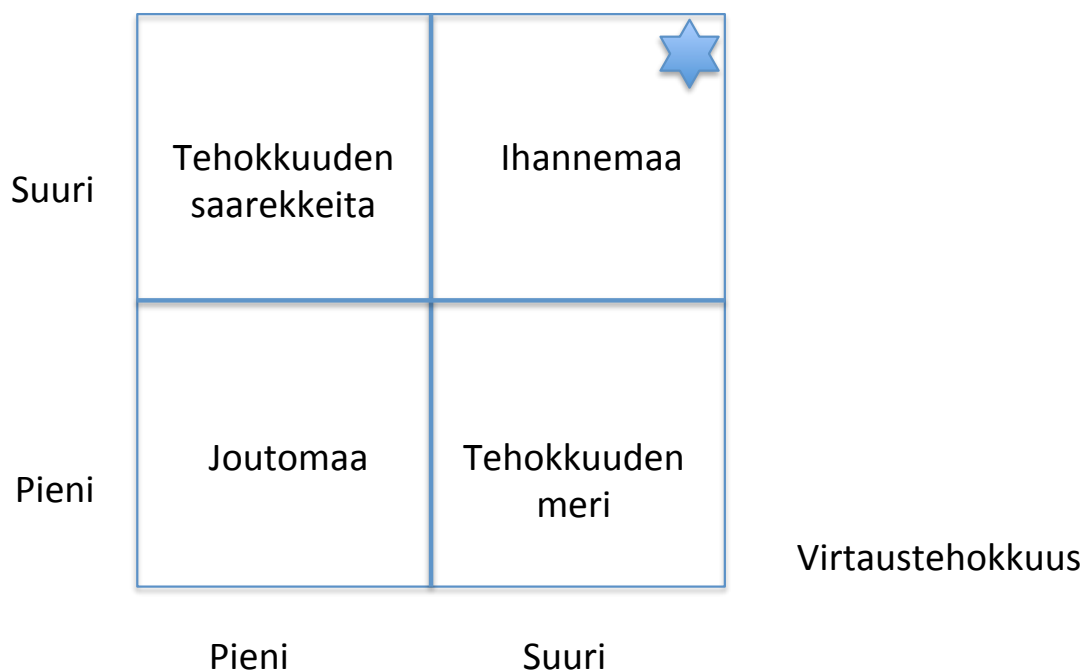 Suuri
Tehokkuuden
saarekkeita
Ihannemaa
Pieni
Joutomaa
Tehokkuuden
meri
Virtaustehokkuus
Pieni
Suuri